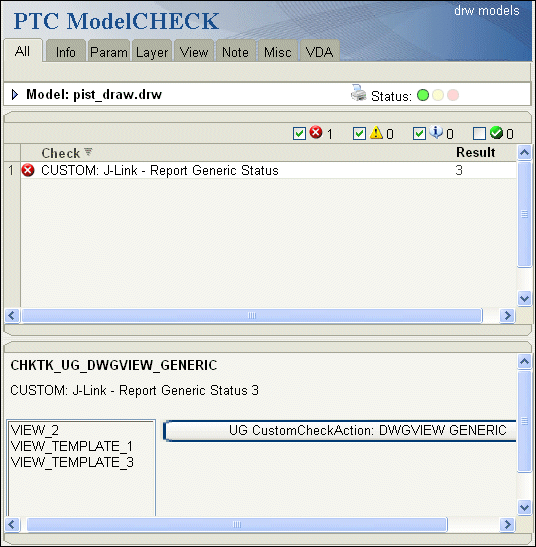 PTC ModelCHECK
drw models
All Info Param Layer View Note Misc VDA
Model: pist_draw.drw Status:
1 0 0 0
Check Result
1 CUSTOM: J-Link - Report Generic Status 3
CHKTK_UG_DWGVIEW_GENERIC
CUSTOM: J-Link - Report Generic Status 3
VIEW_2
VIEW_TEMPLATE_1
VIEW_TEMPLATE_3
UG CustomCheckAction: DWGVIEW GENERIC